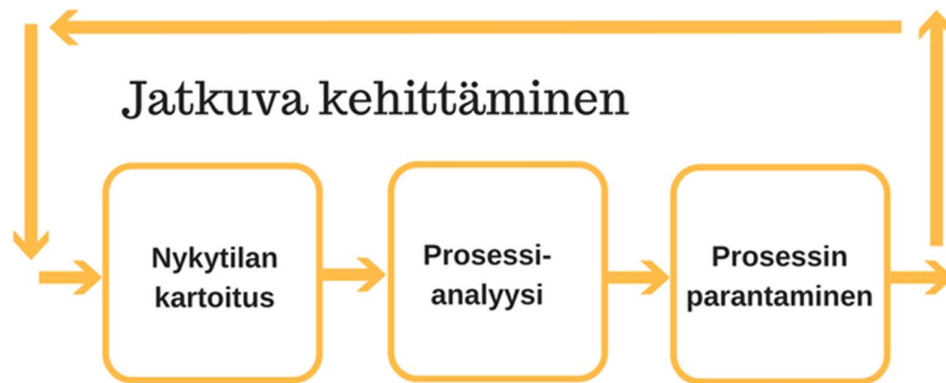 Jatkuva kehittäminen
Nykytilan
kartoitus
Prosessi-
analyysi
Prosessin
parantaminen